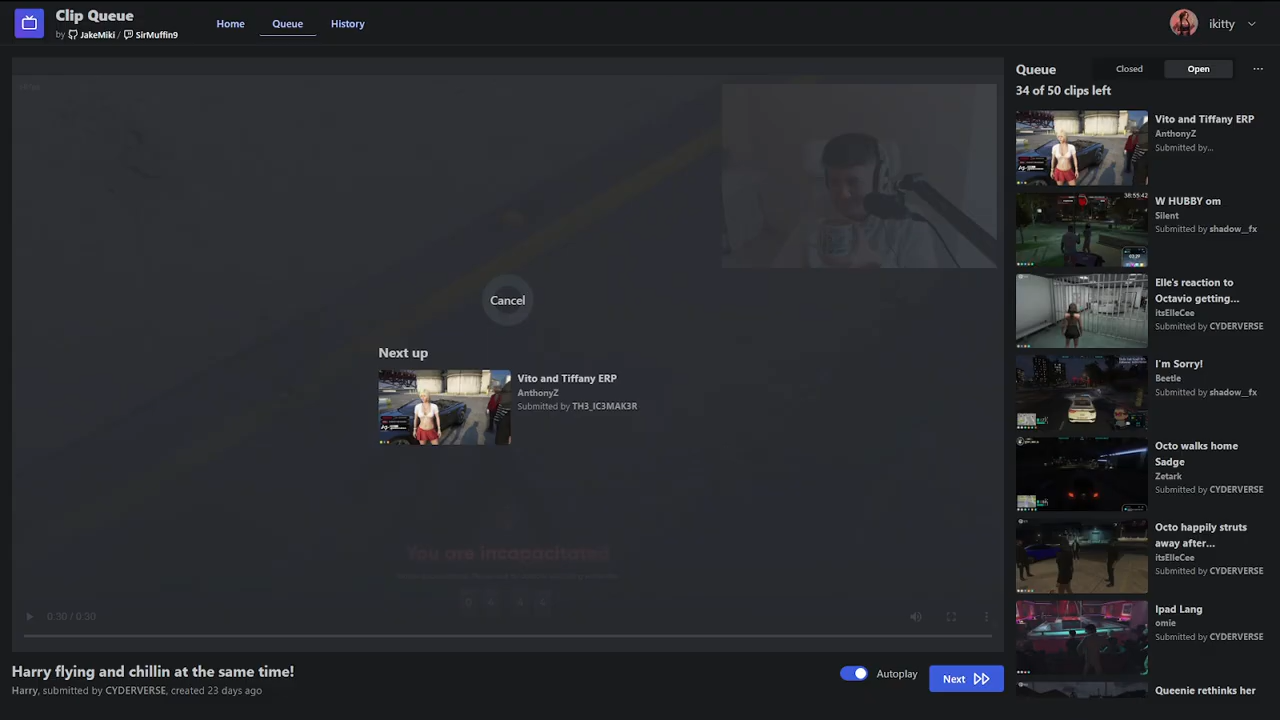 Clip Queue
by JakeMiki / SirMuffin9
Home
Queue
History
ikitty
Cancel
Next up
Vito and Tiffany ERP
AnthonyZ
Submitted by TH3_IC3MAK3R
You are incapacitated
0:30 / 0:30
Harry flying and chillin at the same time!
Harry, submitted by CYDERVERSE, created 23 days ago
Autoplay
Next
Queue
Closed
Open
34 of 50 clips left
Vito and Tiffany ERP
AnthonyZ
Submitted by...
38:55:42
W HUBBY om
Silent
Submitted by shadow__fx
Elle's reaction to
Octavio getting...
itsElleCee
Submitted by CYDERVERSE
I'm Sorry!
Beetle
Submitted by shadow__fx
Octo walks home
Sadge
Zetark
Submitted by CYDERVERSE
Octo happily struts
away after...
itsElleCee
Submitted by CYDERVERSE
Ipad Lang
omie
Submitted by CYDERVERSE
Queenie rethinks her